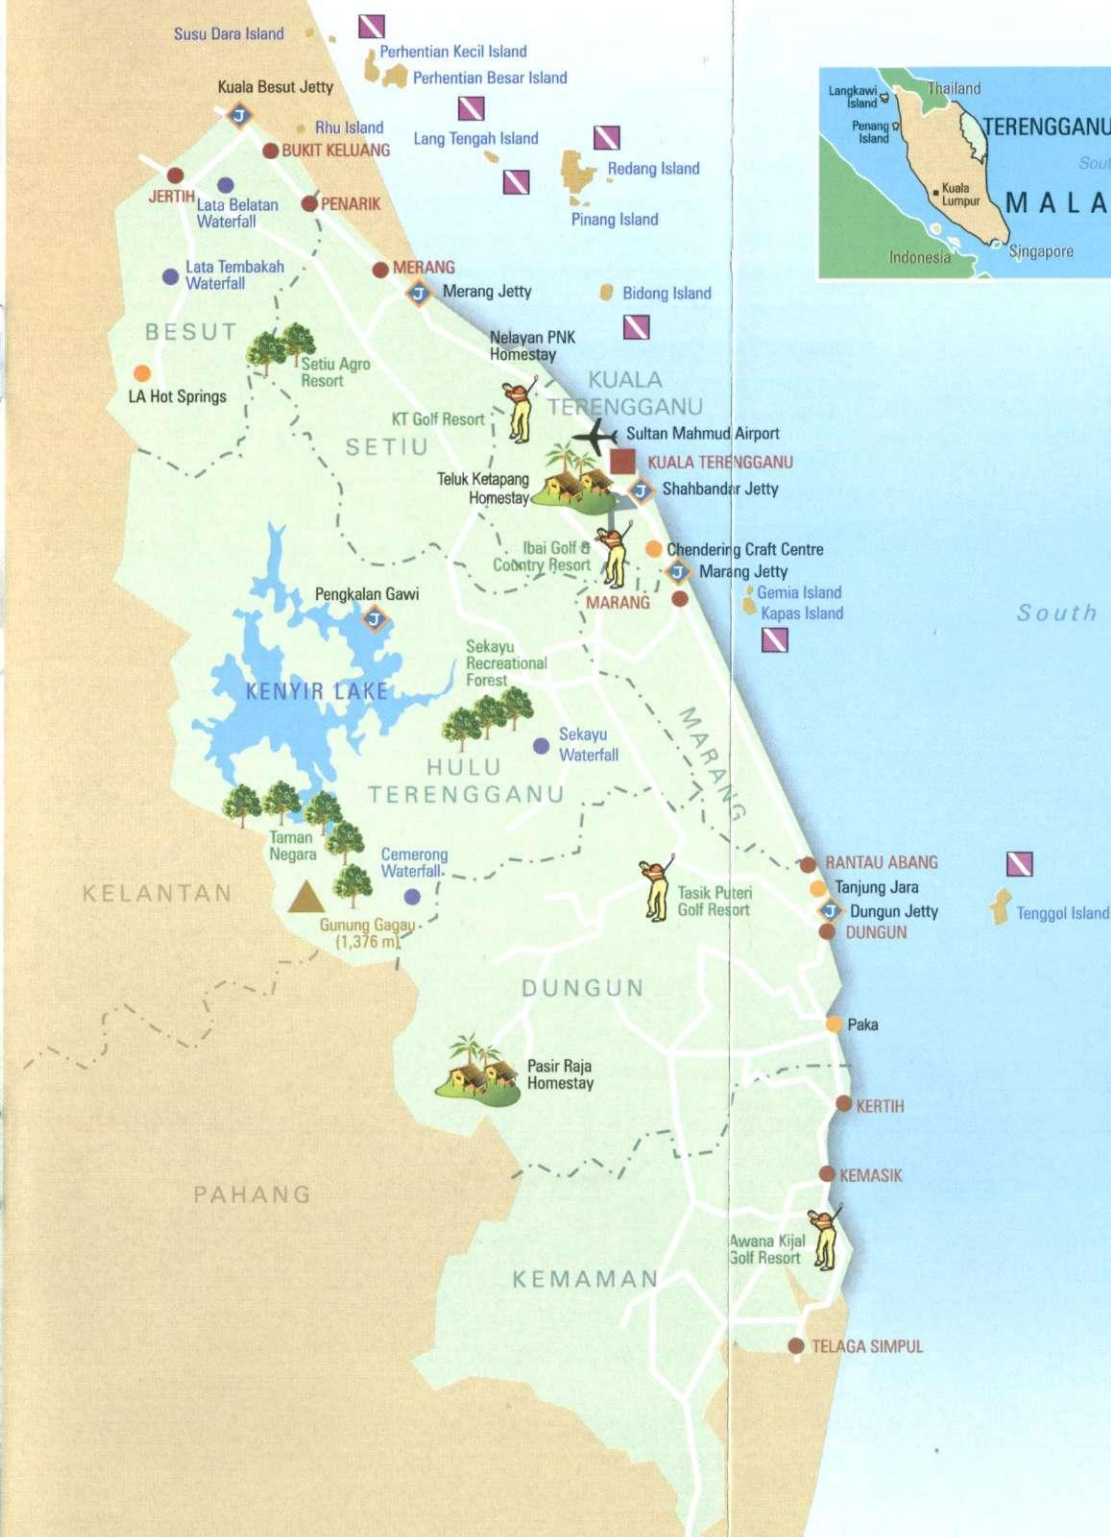 Susu Dara Island
Perhentian Kecil Island
Perhentian Besar Island
Kuala Besut Jetty
Rhu Island
Lang Tengah Island
BUKIT KELUANG
Redang Island
JERTIH
Lata Belatan
Waterfall
PENARIK
Pinang Island
Lata Tembakah
Waterfall
MERANG
Merang Jetty
Bidong Island
BESUT
Nelayan PNK
Homestay
Setiu Agro
Resort
LA Hot Springs
KUALA
TERENGGANU
KT Golf Resort
SETIU
Sultan Mahmud Airport
KUALA TERENGGANU
Teluk Ketapang
Homestay
Shahbandar Jetty
Ibai Golf &
Country Resort
Chendering Craft Centre
Marang Jetty
Pengkalan Gawi
MARANG
Gemia Island
Kapas Island
South
Sekayu
Recreational
Forest
KENYIR LAKE
Sekayu
Waterfall
MARANG
HULU
TERENGGANU
Taman
Negara
Cemerong
Waterfall
RANTAU ABANG
KELANTAN
Tanjung Jara
Tasik Puteri
Golf Resort
Dungun Jetty
Tenggol Island
Gunung Gagau
(1,376 m)
DUNGUN
DUNGUN
Paka
Pasir Raja
Homestay
KERTIH
KEMASIK
PAHANG
Awana Kijal
Golf Resort
KEMAMAN
TELAGA SIMPUL
Langkawi
Island
Thailand
Penang
Island
TERENGGANU
Sout
Kuala
Lumpur
MALA
Indonesia
Singapore
J
J
J
J
J
J